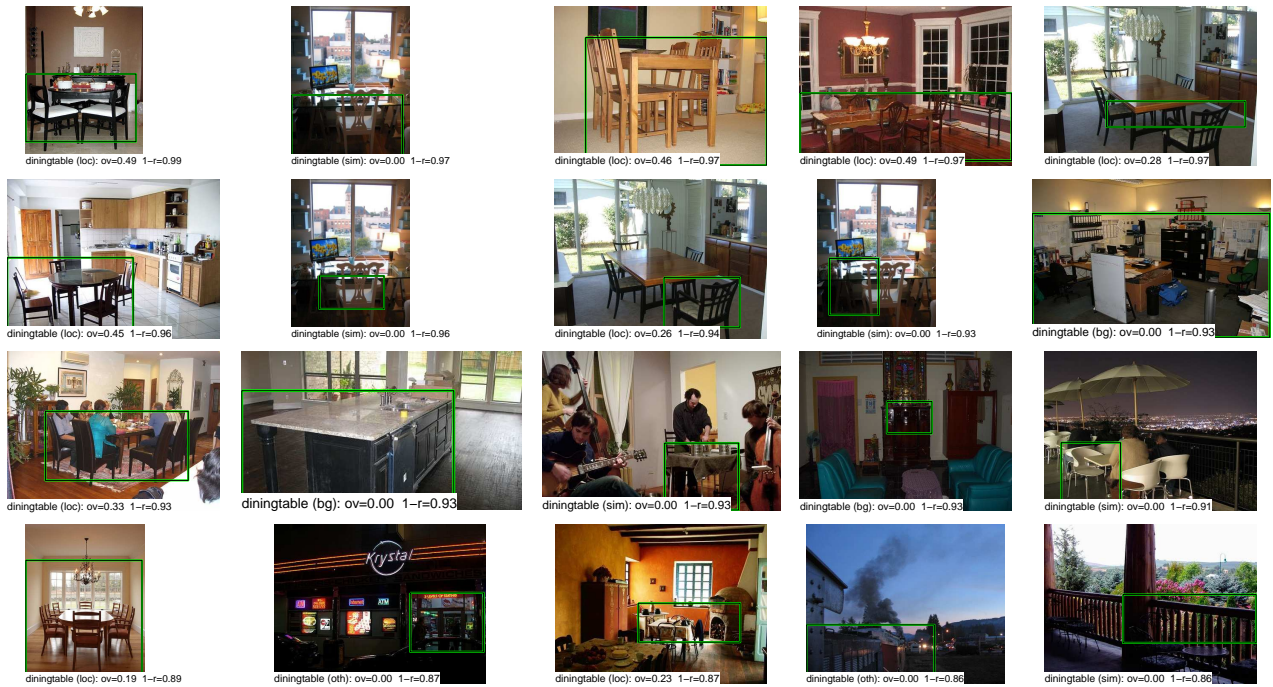 diningtable (loc): ov=0.49 1−r=0.99
diningtable (sim): ov=0.00 1−r=0.97
diningtable (loc): ov=0.46 1−r=0.97
diningtable (loc): ov=0.49 1−r=0.97
diningtable (loc): ov=0.28 1−r=0.97
diningtable (loc): ov=0.45 1−r=0.96
diningtable (sim): ov=0.00 1−r=0.96
diningtable (loc): ov=0.26 1−r=0.94
diningtable (sim): ov=0.00 1−r=0.93
diningtable (bg): ov=0.00 1−r=0.93
diningtable (loc): ov=0.33 1−r=0.93
diningtable (bg): ov=0.00 1−r=0.93
diningtable (sim): ov=0.00 1−r=0.93
diningtable (bg): ov=0.00 1−r=0.93
diningtable (sim): ov=0.00 1−r=0.91
Krystal
ATM
diningtable (loc): ov=0.19 1−r=0.89
diningtable (oth): ov=0.00 1−r=0.87
diningtable (loc): ov=0.23 1−r=0.87
diningtable (oth): ov=0.00 1−r=0.86
diningtable (sim): ov=0.00 1−r=0.86